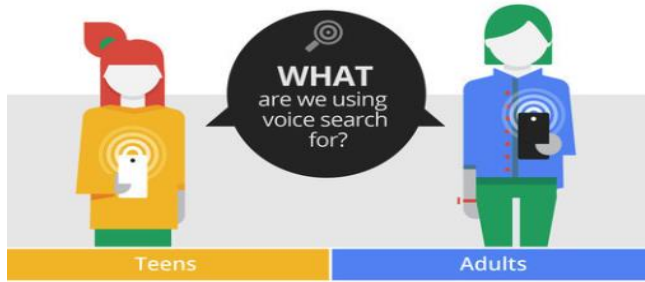 WHAT
are we using
voice search
for?
Teens
Adults